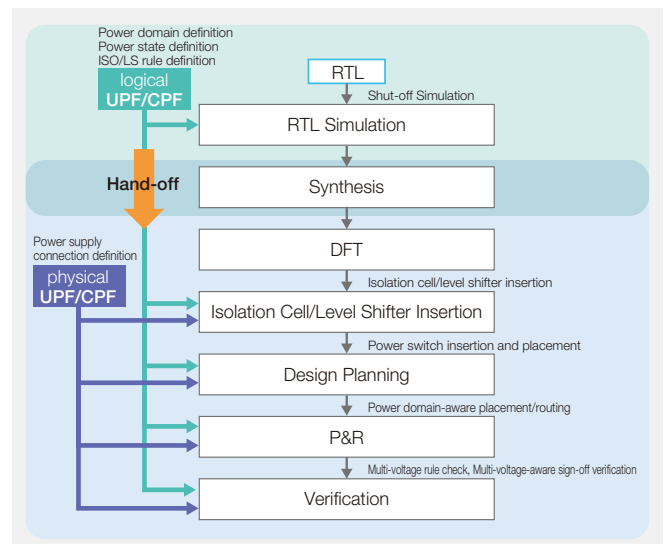 Power domain definition
Power state definition
ISO/LS rule definition
logical
UPF/CPF
RTL
Shut-off Simulation
RTL Simulation
Hand-off
Synthesis
DFT
Power supply
connection definition
physical
UPF/CPF
Isolation cell/level shifter insertion
Isolation Cell/Level Shifter Insertion
Power switch insertion and placement
Design Planning
Power domain-aware placement/routing
P&R
Multi-voltage rule check, Multi-voltage-aware sign-off verification
Verification